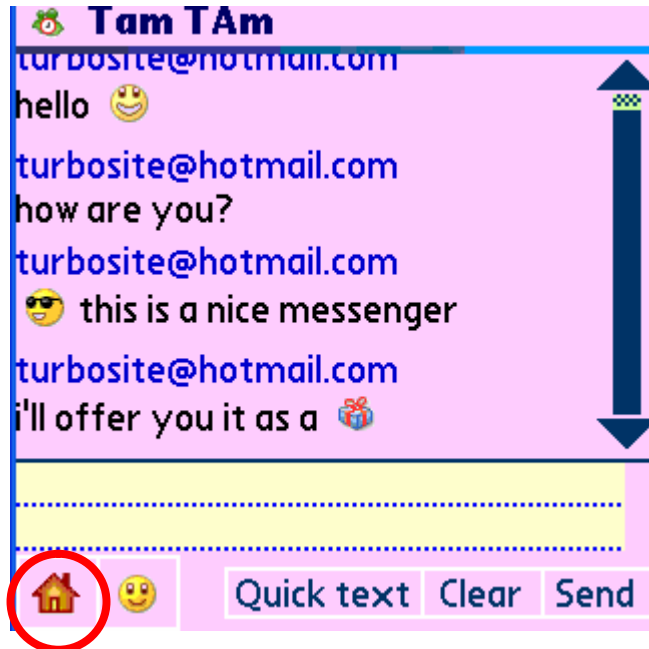 Tam TAm
turbosite@hotmail.com
hello
turbosite@hotmail.com
how are you?
turbosite@hotmail.com
this is a nice messenger
turbosite@hotmail.com
i'll offer you it as a
Quick text Clear Send